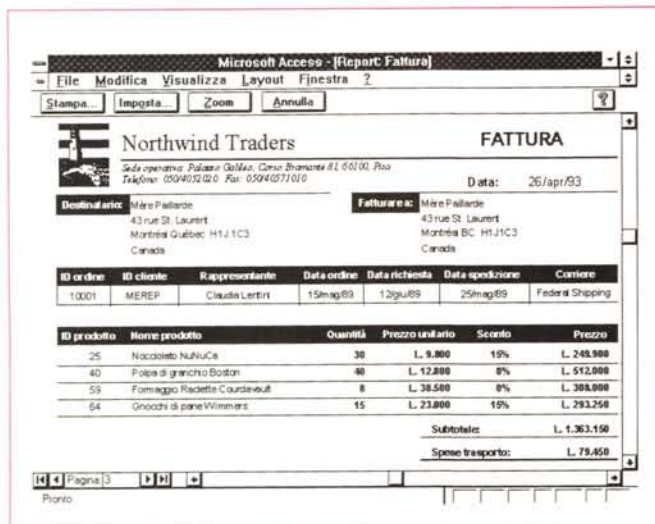 Microsoft Access - [Report: Fattura]
File Modifica Visualizza Layout Finestra ?
Stampa... Imposta... Zoom Annulla ?
Northwind Traders FATTURA
Sede operativa: Palazzo Galileo, Corso Bramante 81, 56100, Pisa
Telefono: 050/4052020 Fax: 050/40571010
Data: 26/apr/93
Destinatario: Mère Paillarde Fatturare a: Mère Paillarde
43 rue St. Laurent 43 rue St. Laurent
Montréal Québec H1J 1C3 Montréal BC H1J1C3
Canada Canada
ID ordine ID cliente Rappresentante Data ordine Data richiesta Data spedizione Corriere
10001 MEREP Claudia Lertini 15/mag/89 12/giu/89 25/mag/89 Federal Shipping
ID prodotto Nome prodotto Quantità Prezzo unitario Sconto Prezzo
25 Nocciolato NuNuCa 30 L. 9.800 15% L. 249.900
40 Polpa di granchio Boston 40 L. 12.800 0% L. 512.000
59 Formaggio Raclette Courdavault 8 L. 38.500 0% L. 308.000
64 Gnocchi di pane Wimmers 15 L. 23.000 15% L. 293.250
Subtotale: L. 1.363.150
Spese trasporto: L. 79.450
Pagina: 3
Pronto